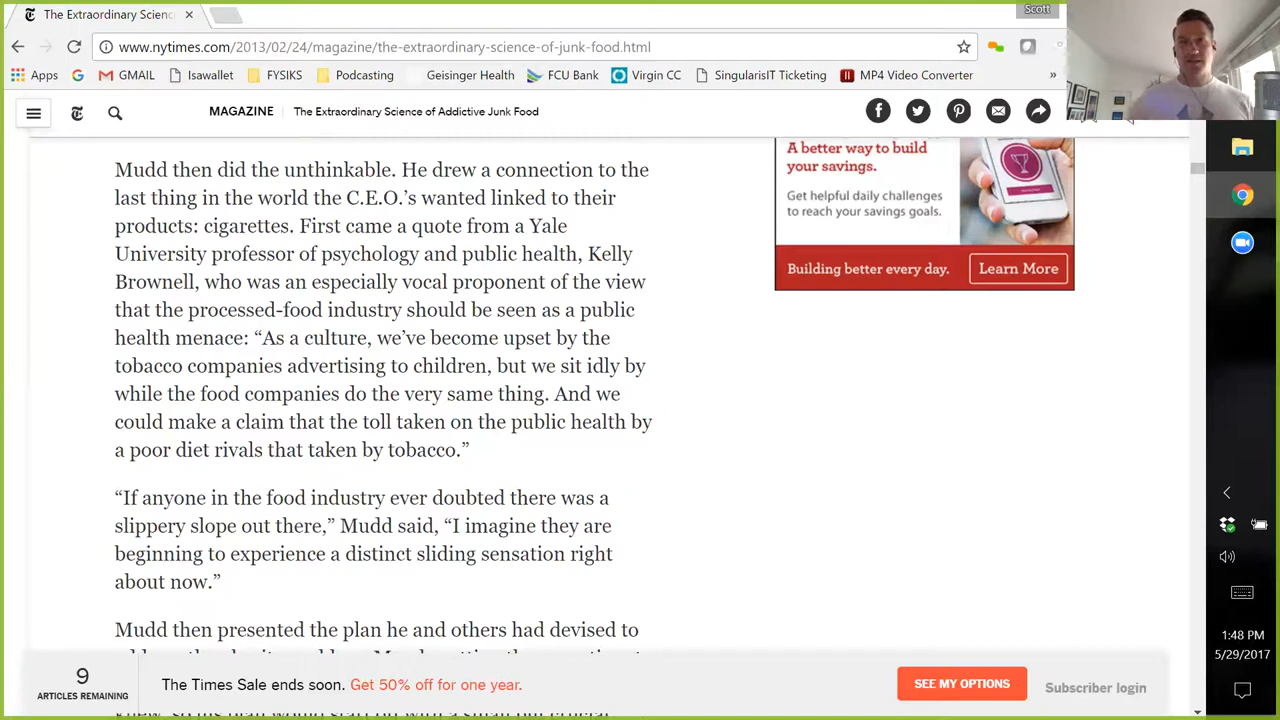 The Extraordinary Scienc
Scott
www.nytimes.com/2013/02/24/magazine/the-extraordinary-science-of-junk-food.html
Apps GMAIL Isawallet FYSIKS Podcasting Geisinger Health FCU Bank Virgin CC SingularisIT Ticketing MP4 Video Converter »
MAGAZINE The Extraordinary Science of Addictive Junk Food
Mudd then did the unthinkable. He drew a connection to the
last thing in the world the C.E.O.’s wanted linked to their
products: cigarettes. First came a quote from a Yale
University professor of psychology and public health, Kelly
Brownell, who was an especially vocal proponent of the view
that the processed-food industry should be seen as a public
health menace: “As a culture, we’ve become upset by the
tobacco companies advertising to children, but we sit idly by
while the food companies do the very same thing. And we
could make a claim that the toll taken on the public health by
a poor diet rivals that taken by tobacco.”
“If anyone in the food industry ever doubted there was a
slippery slope out there,” Mudd said, “I imagine they are
beginning to experience a distinct sliding sensation right
about now.”
Mudd then presented the plan he and others had devised to
A better way to build
your savings.
Get helpful daily challenges
to reach your savings goals.
Building better every day. Learn More
9
ARTICLES REMAINING
The Times Sale ends soon. Get 50% off for one year.
SEE MY OPTIONS
Subscriber login
1:48 PM
5/29/2017